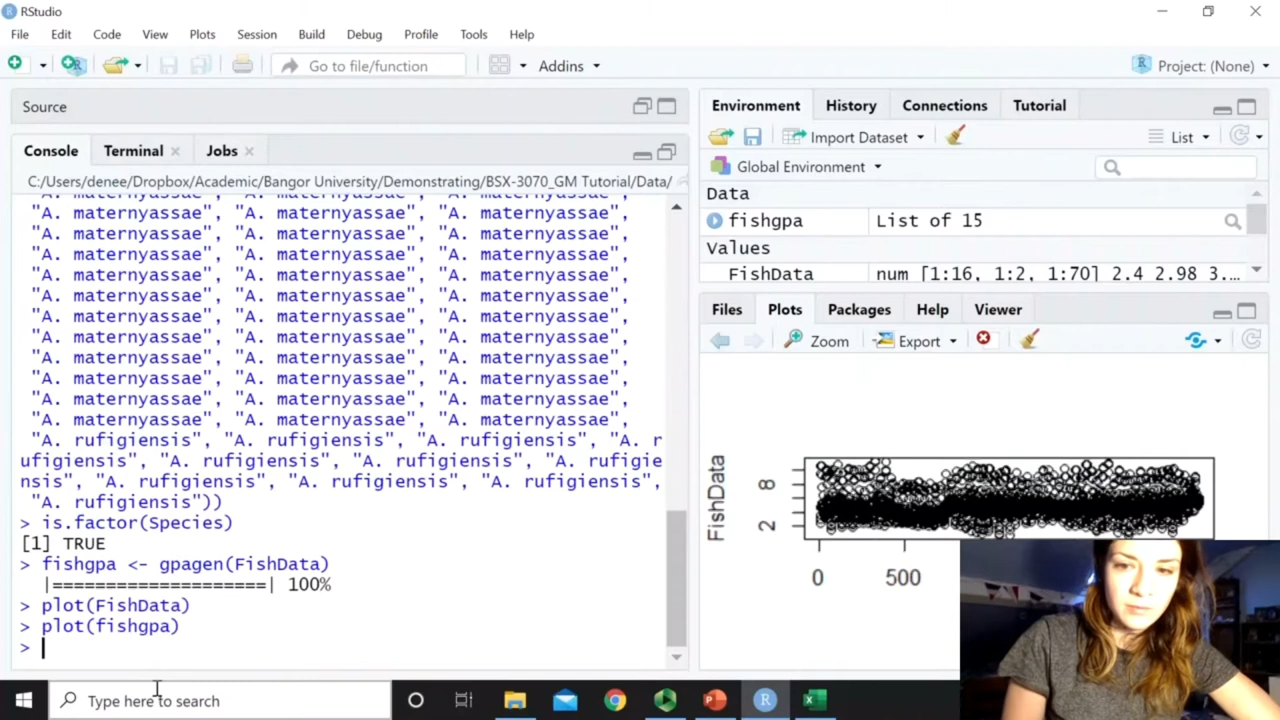 RStudio
File Edit Code View Plots Session Build Debug Profile Tools Help
Go to file/function Addins Project: (None)
Source
Console Terminal Jobs
C:/Users/denee/Dropbox/Academic/Bangor University/Demonstrating/BSX-3070_GM Tutorial/Data/
"A. maternyassae", "A. maternyassae", "A. maternyassae",
"A. maternyassae", "A. maternyassae", "A. maternyassae",
"A. maternyassae", "A. maternyassae", "A. maternyassae",
"A. maternyassae", "A. maternyassae", "A. maternyassae",
"A. maternyassae", "A. maternyassae", "A. maternyassae",
"A. maternyassae", "A. maternyassae", "A. maternyassae",
"A. maternyassae", "A. maternyassae", "A. maternyassae",
"A. maternyassae", "A. maternyassae", "A. maternyassae",
"A. maternyassae", "A. maternyassae", "A. maternyassae",
"A. maternyassae", "A. maternyassae", "A. maternyassae",
"A. maternyassae", "A. maternyassae", "A. maternyassae",
"A. rufigiensis", "A. rufigiensis", "A. rufigiensis", "A. r
ufigiensis", "A. rufigiensis", "A. rufigiensis", "A. rufigie
nsis", "A. rufigiensis", "A. rufigiensis", "A. rufigiensis",
"A. rufigiensis"))
> is.factor(Species)
[1] TRUE
> fishgpa <- gpagen(FishData)
|====================| 100%
> plot(FishData)
> plot(fishgpa)
>
Environment History Connections Tutorial
Import Dataset List
Global Environment
Data
fishgpa List of 15
Values
FishData num [1:16, 1:2, 1:70] 2.4 2.98 3....
Files Plots Packages Help Viewer
Zoom Export
FishData
8
2
0 500
Type here to search